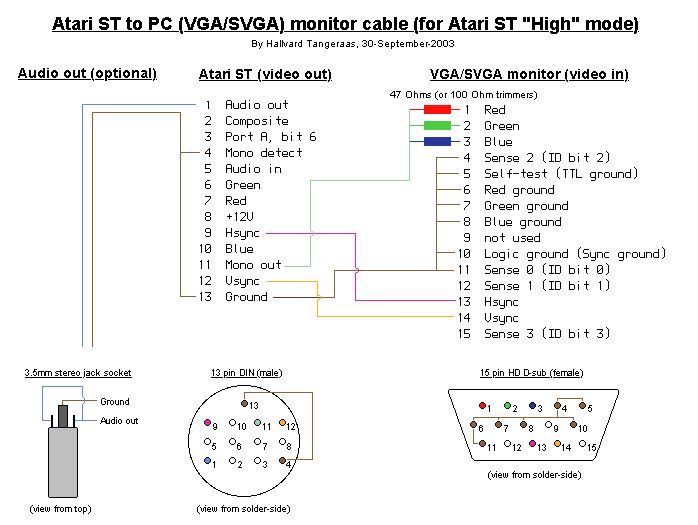 Atari ST to PC (VGA/SVGA) monitor cable (for Atari ST "High" mode)
By Hallvard Tangeraas, 30-September-2003
Audio out (optional)
Atari ST (video out)
VGA/SVGA monitor (video in)
47 Ohms (or 100 Ohm trimmers)
1 Audio out
2 Composite
3 Port A, bit 6
4 Mono detect
5 Audio in
6 Green
7 Red
8 +12V
9 Hsync
10 Blue
11 Mono out
12 Vsync
13 Ground
1 Red
2 Green
3 Blue
4 Sense 2 (ID bit 2)
5 Self-test (TTL ground)
6 Red ground
7 Green ground
8 Blue ground
9 not used
10 Logic ground (Sync ground)
11 Sense 0 (ID bit 0)
12 Sense 1 (ID bit 1)
13 Hsync
14 Vsync
15 Sense 3 (ID bit 3)
3.5mm stereo jack socket
Ground
Audio out
(view from top)
13 pin DIN (male)
13
9 10 11 12
5 6 7 8
1 2 3 4
(view from solder-side)
15 pin HD D-sub (female)
1 2 3 4 5
6 7 8 9 10
11 12 13 14 15
(view from solder-side)